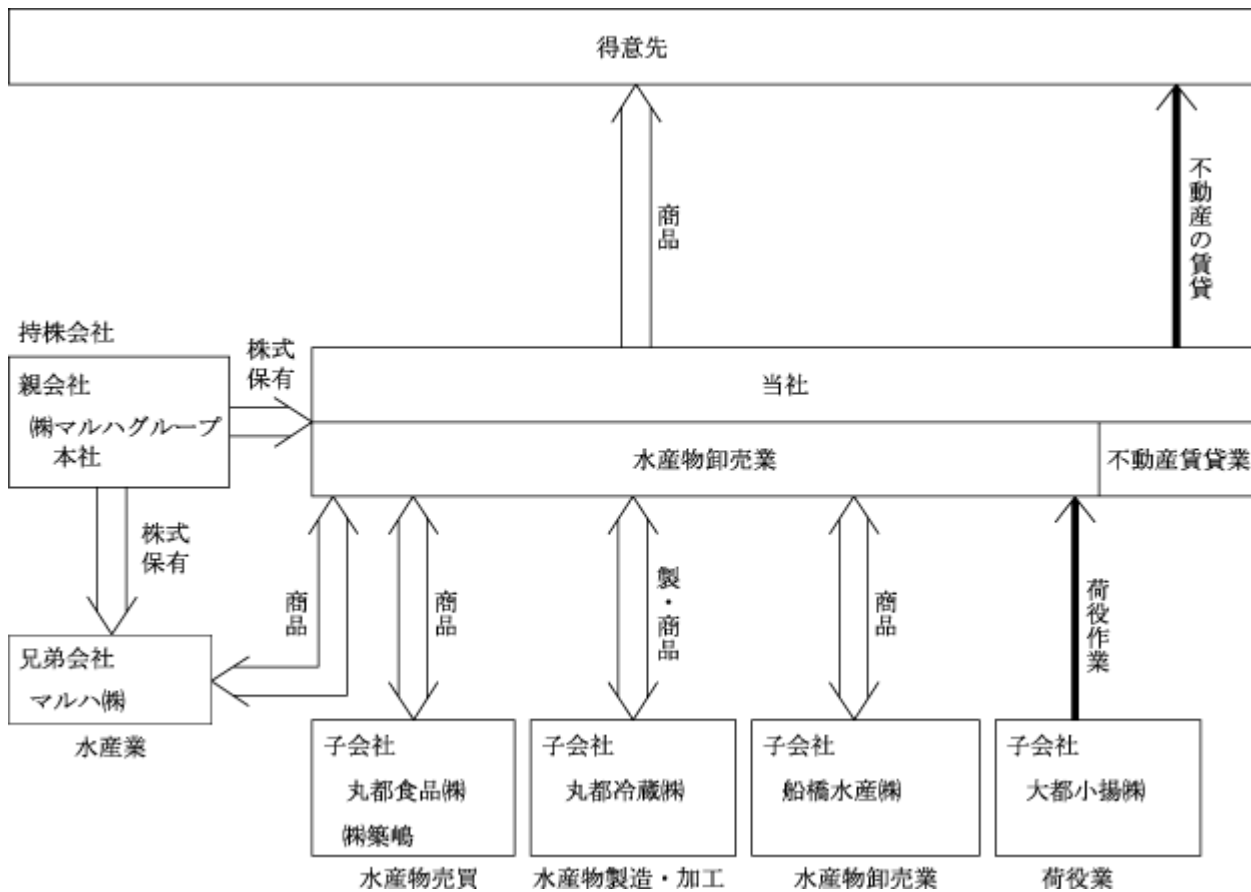 得意先
商品
不動産の賃貸
持株会社
親会社
㈱マルハグループ
本社
株式
保有
当社
水産物卸売業
不動産賃貸業
株式
保有
商品
商品
製・商品
商品
荷役作業
兄弟会社
マルハ㈱
水産業
子会社
丸都食品㈱
㈱築嶋
水産物売買
子会社
丸都冷蔵㈱
水産物製造・加工
子会社
船橋水産㈱
水産物卸売業
子会社
大都小揚㈱
荷役業